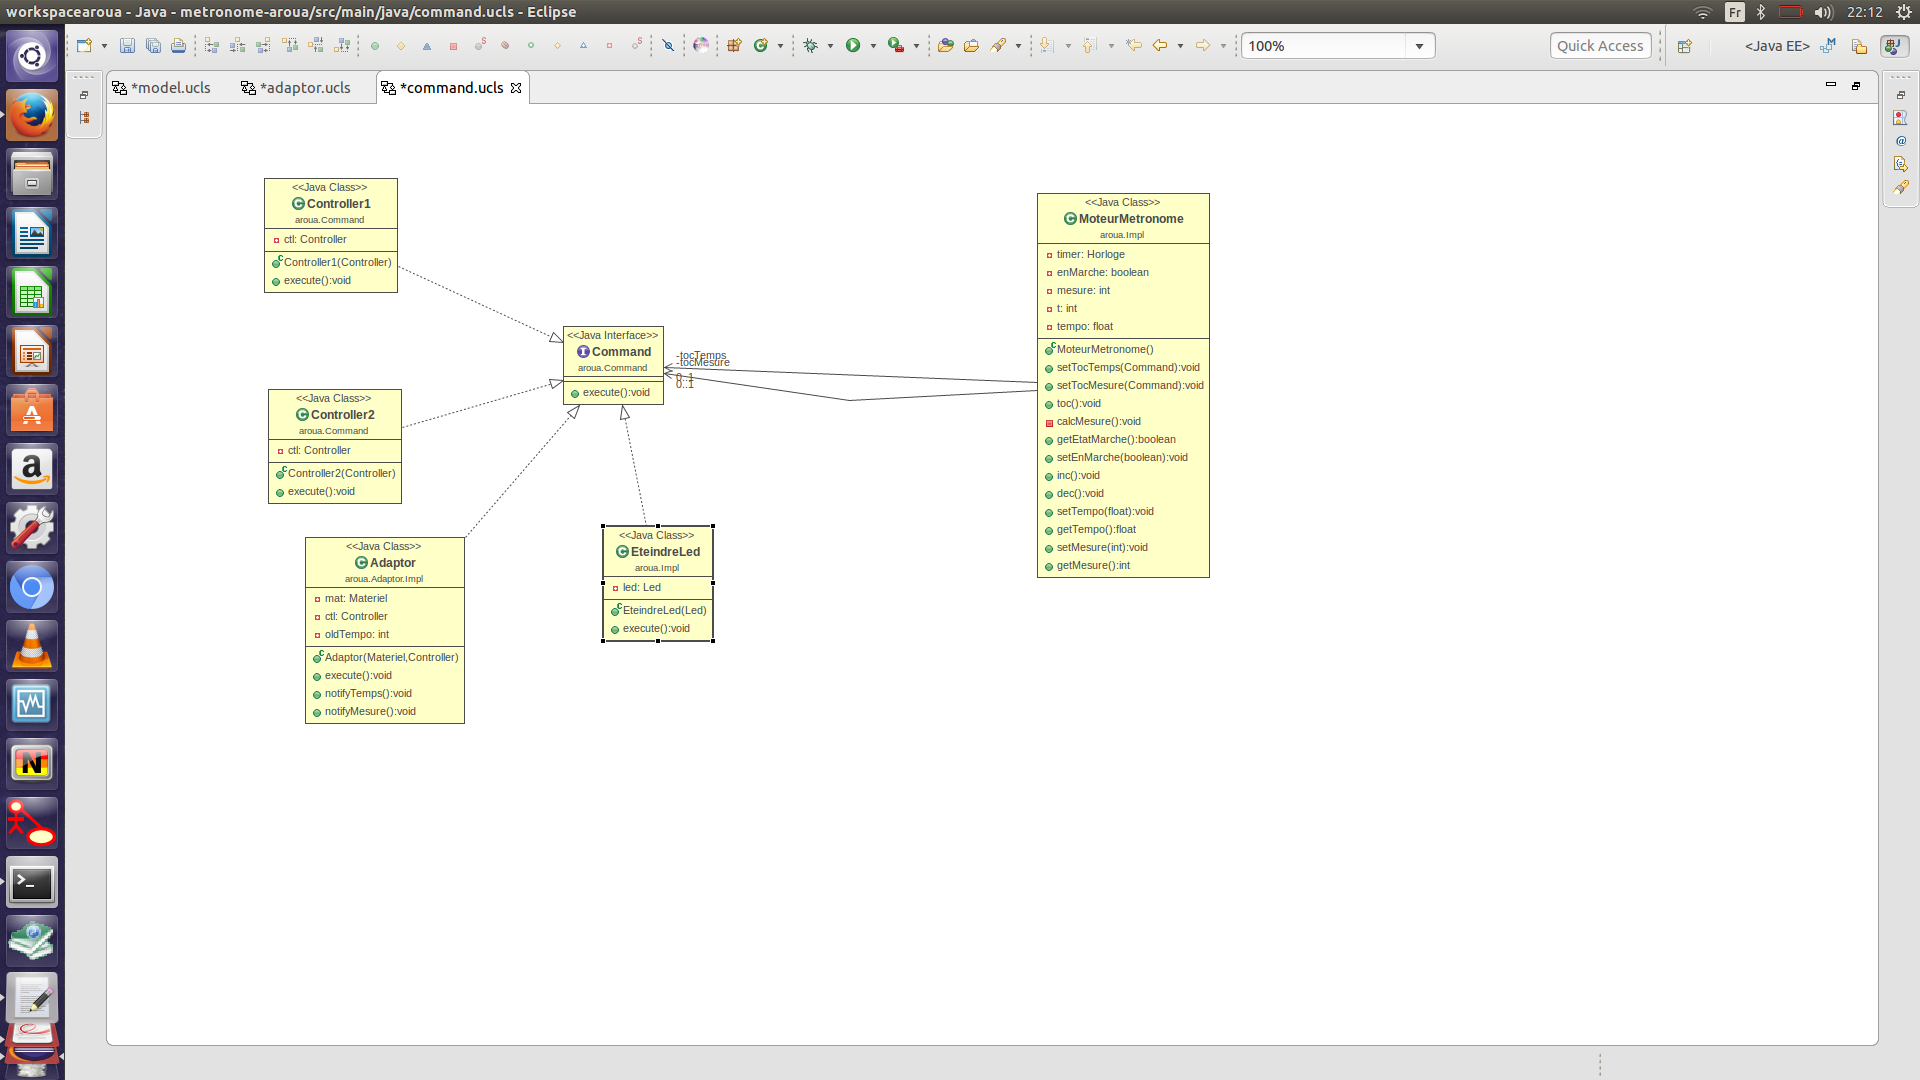 workspacearoua - Java - metronome-aroua/src/main/java/command.ucls - Eclipse
Fr
22:12
100%
Quick Access
<Java EE>
*model.ucls
*adaptor.ucls
*command.ucls
<<Java Class>>
Controller1
aroua.Command
ctl: Controller
Controller1(Controller)
execute():void
<<Java Interface>>
Command
aroua.Command
execute():void
-tocTemps
-tocMesure
0..1
0..1
<<Java Class>>
MoteurMetronome
aroua.Impl
timer: Horloge
enMarche: boolean
mesure: int
t: int
tempo: float
MoteurMetronome()
setTocTemps(Command):void
setTocMesure(Command):void
toc():void
calcMesure():void
getEtatMarche():boolean
setEnMarche(boolean):void
inc():void
dec():void
setTempo(float):void
getTempo():float
setMesure(int):void
getMesure():int
<<Java Class>>
Controller2
aroua.Command
ctl: Controller
Controller2(Controller)
execute():void
<<Java Class>>
Adaptor
aroua.Adaptor.Impl
mat: Materiel
ctl: Controller
oldTempo: int
Adaptor(Materiel,Controller)
execute():void
notifyTemps():void
notifyMesure():void
<<Java Class>>
EteindreLed
aroua.Impl
led: Led
EteindreLed(Led)
execute():void